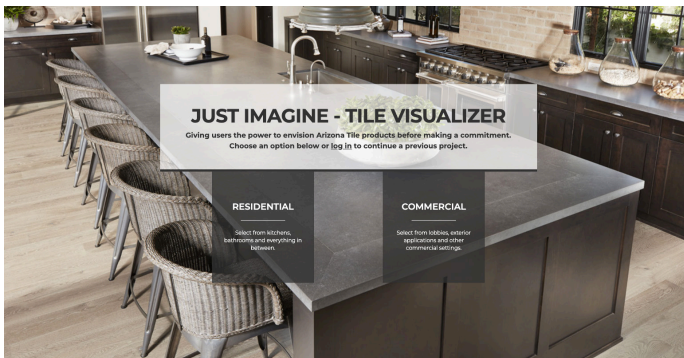 JUST IMAGINE - TILE VISUALIZER
Giving users the power to envision Arizona Tile products before making a commitment.
Choose an option below or log in to continue a previous project.
RESIDENTIAL
Select from kitchens,
bathrooms and everything in
between.
COMMERCIAL
Select from lobbies, exterior
applications and other
commercial settings.